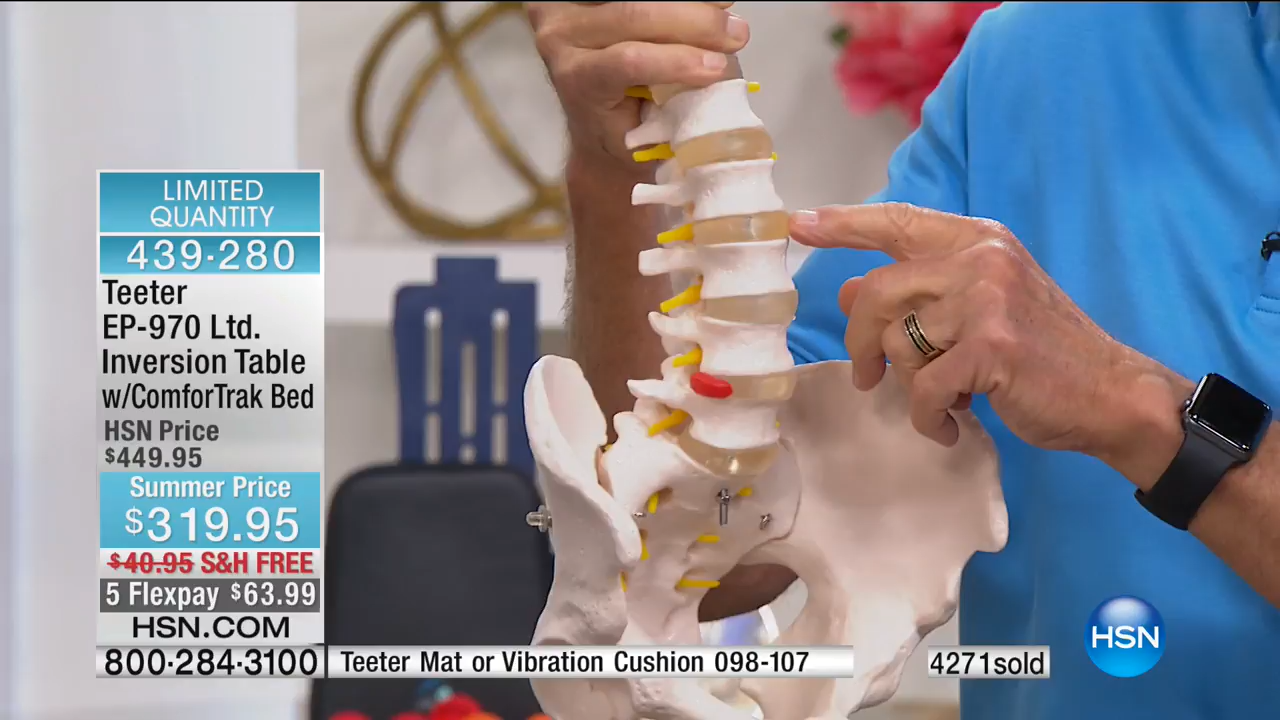 LIMITED
QUANTITY
439·280
Teeter
EP-970 Ltd.
Inversion Table
w/ComforTrak Bed
HSN Price
$449.95
Summer Price
$319.95
$40.95 S&H FREE
5 Flexpay $63.99
HSN.COM
800·284·3100
Teeter Mat or Vibration Cushion 098-107
4271sold
HSN